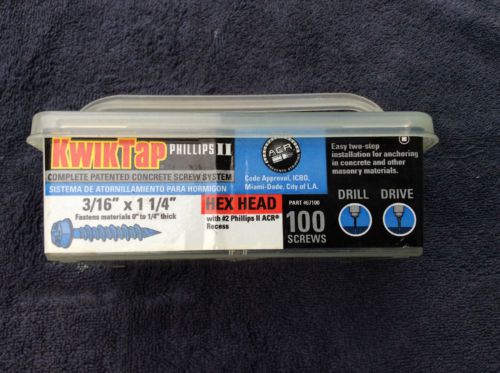 KwikTap PHILLIPS II
COMPLETE PATENTED CONCRETE SCREW SYSTEM
SISTEMA DE ATORNILLAMIENTO PARA HORMIGON
3/16" x 1 1/4"
Fastens materials 0" to 1/4" thick
HEX HEAD
with #2 Phillips II ACR®
Recess
ACR
Code Approval, ICBO,
Miami-Dade, City of L.A.
PART #67100
100
SCREWS
Easy two-step
installation for anchoring
in concrete and other
masonry materials.
DRILL DRIVE